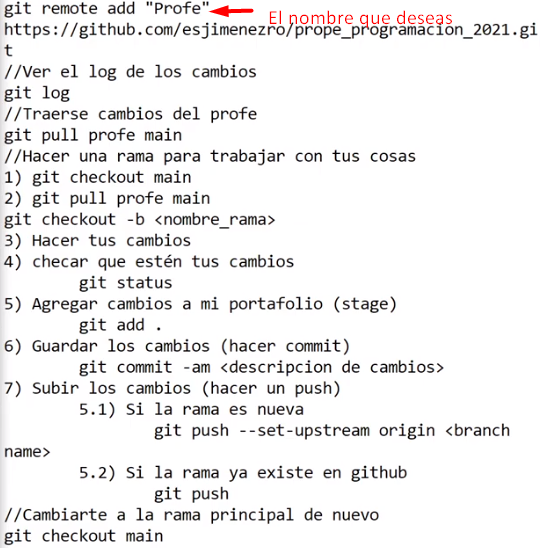 git remote add "Profe" El nombre que deseas
https://github.com/esjimenezro/prope_programacion_2021.gi
t
//Ver el log de los cambios
git log
//Traerse cambios del profe
git pull profe main
//Hacer una rama para trabajar con tus cosas
1) git checkout main
2) git pull profe main
git checkout -b <nombre_rama>
3) Hacer tus cambios
4) checar que estén tus cambios
git status
5) Agregar cambios a mi portafolio (stage)
git add .
6) Guardar los cambios (hacer commit)
git commit -am <descripcion de cambios>
7) Subir los cambios (hacer un push)
5.1) Si la rama es nueva
git push --set-upstream origin <branch
name>
5.2) Si la rama ya existe en github
git push
//Cambiarte a la rama principal de nuevo
git checkout main